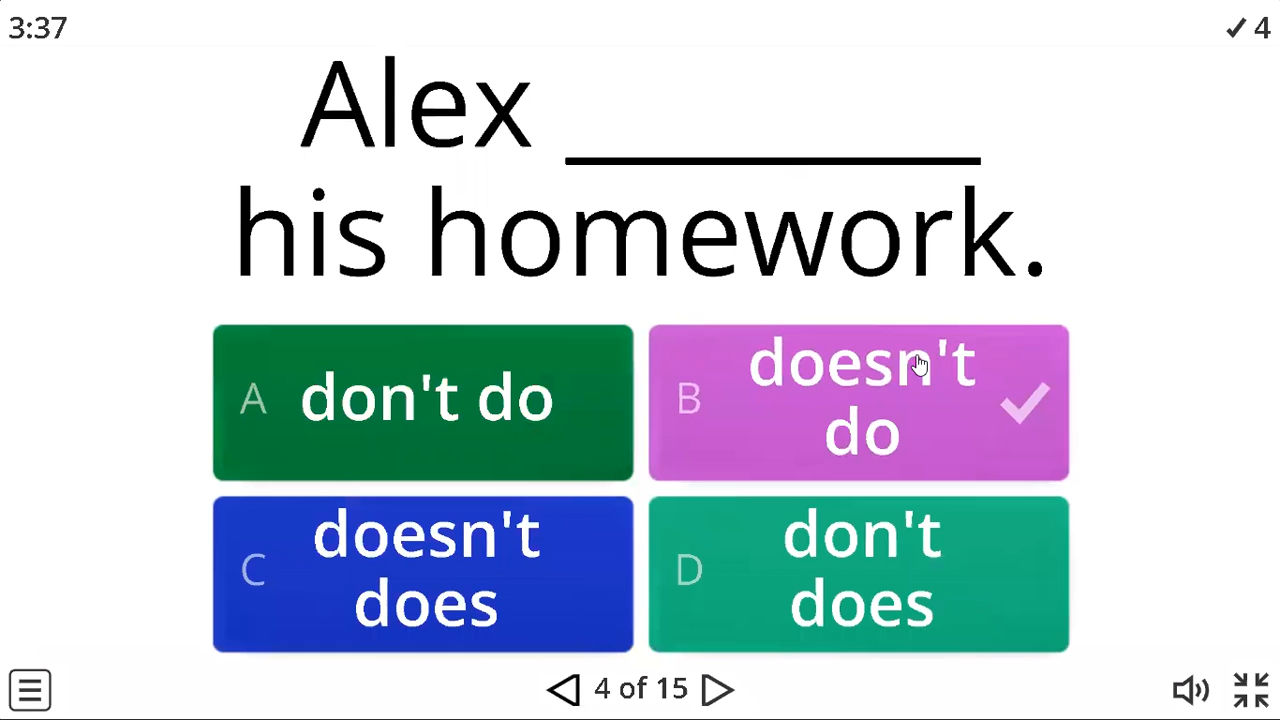 3:37
✓ 4
Alex ________
his homework.
A don't do
B doesn't
do
C doesn't
does
D don't
does
4 of 15